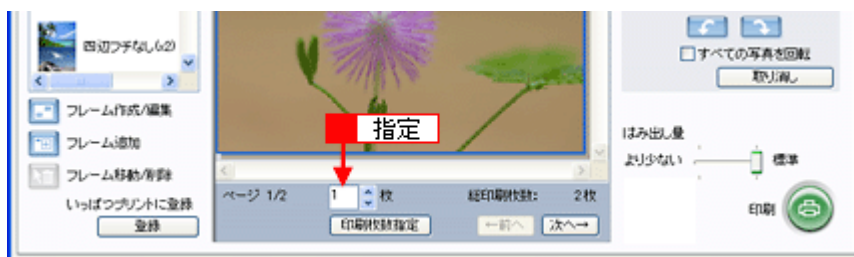 四辺フチなし(x2)
フレーム作成/編集
フレーム追加
フレーム移動/削除
いっぱつプリントに登録
登録
指定
ページ 1/2
1
枚
総印刷枚数:
2枚
印刷枚数指定
←前へ
次へ→
すべての写真を回転
取り消し
はみ出し量
より少ない
標準
印刷